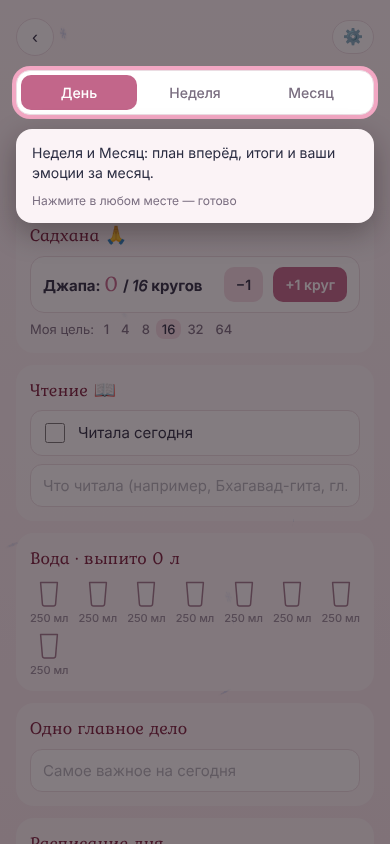 День Неделя Месяц
Неделя и Месяц: план вперёд, итоги и ваши
эмоции за месяц.
Нажмите в любом месте — готово
Садхана 🙏
Джапа: 0 / 16 кругов −1 +1 круг
Моя цель: 1 4 8 16 32 64
Чтение 📖
Читала сегодня
Что читала (например, Бхагавад-гита, гл.
Вода · выпито 0 л
250 мл 250 мл 250 мл 250 мл 250 мл 250 мл 250 мл
250 мл
Одно главное дело
Самое важное на сегодня
Расписание дня